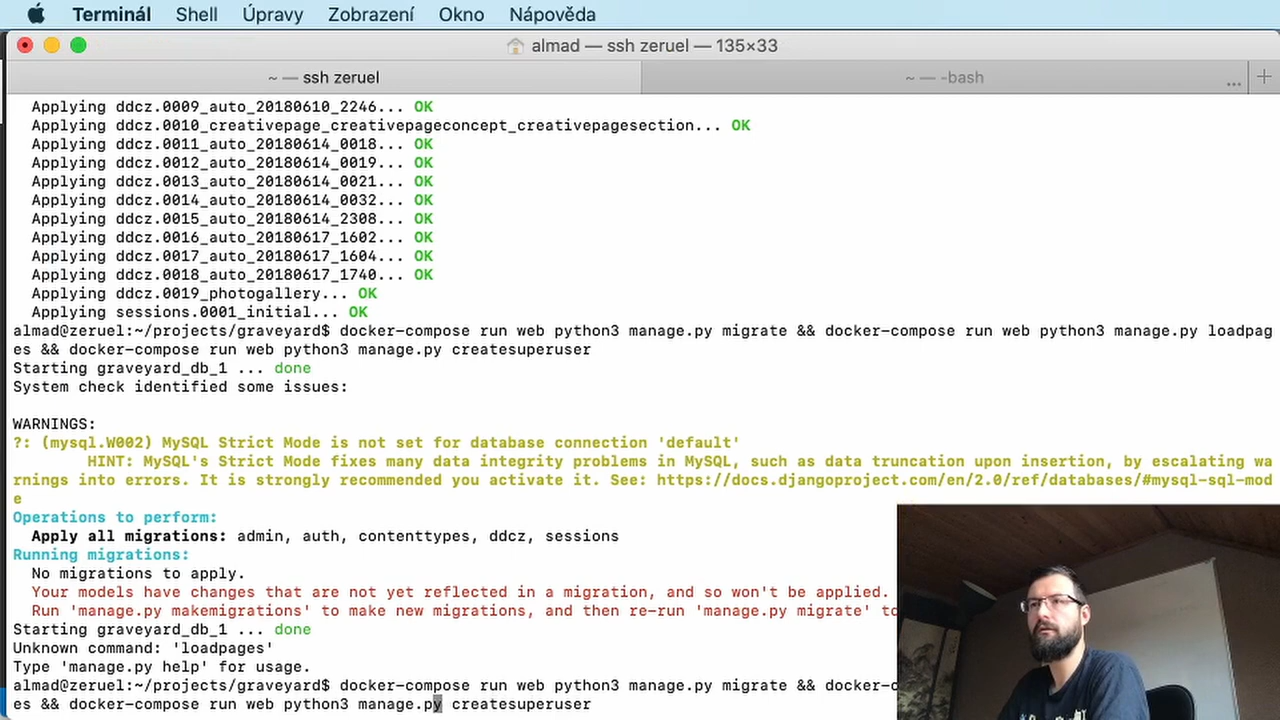 Terminál Shell Úpravy Zobrazení Okno Nápověda
almad — ssh zeruel — 135×33
~ — ssh zeruel
~ — -bash
...
Applying ddcz.0009_auto_20180610_2246... OK
Applying ddcz.0010_creativepage_creativepageconcept_creativepagesection... OK
Applying ddcz.0011_auto_20180614_0018... OK
Applying ddcz.0012_auto_20180614_0019... OK
Applying ddcz.0013_auto_20180614_0021... OK
Applying ddcz.0014_auto_20180614_0032... OK
Applying ddcz.0015_auto_20180614_2308... OK
Applying ddcz.0016_auto_20180617_1602... OK
Applying ddcz.0017_auto_20180617_1604... OK
Applying ddcz.0018_auto_20180617_1740... OK
Applying ddcz.0019_photogallery... OK
Applying sessions.0001_initial... OK
almad@zeruel:~/projects/graveyard$ docker-compose run web python3 manage.py migrate && docker-compose run web python3 manage.py loadpag
es && docker-compose run web python3 manage.py createsuperuser
Starting graveyard_db_1 ... done
System check identified some issues:
WARNINGS:
?: (mysql.W002) MySQL Strict Mode is not set for database connection 'default'
HINT: MySQL's Strict Mode fixes many data integrity problems in MySQL, such as data truncation upon insertion, by escalating wa
rnings into errors. It is strongly recommended you activate it. See: https://docs.djangoproject.com/en/2.0/ref/databases/#mysql-sql-mod
e
Operations to perform:
Apply all migrations: admin, auth, contenttypes, ddcz, sessions
Running migrations:
No migrations to apply.
Your models have changes that are not yet reflected in a migration, and so won't be applied.
Run 'manage.py makemigrations' to make new migrations, and then re-run 'manage.py migrate' to
Starting graveyard_db_1 ... done
Unknown command: 'loadpages'
Type 'manage.py help' for usage.
almad@zeruel:~/projects/graveyard$ docker-compose run web python3 manage.py migrate && docker-c
es && docker-compose run web python3 manage.py createsuperuser